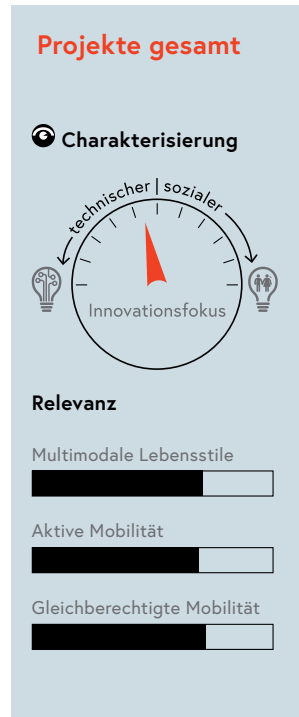 Projekte gesamt
Charakterisierung
technischer | sozialer
Innovationsfokus
Relevanz
Multimodale Lebensstile
Aktive Mobilität
Gleichberechtigte Mobilität